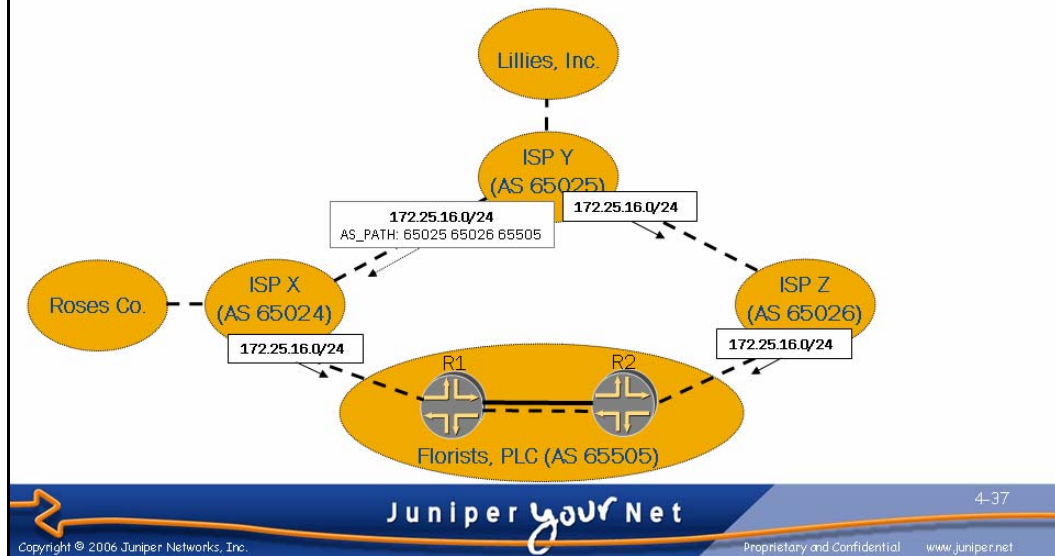 Lillies, Inc.
ISP Y
(AS 65025)
172.25.16.0/24
172.25.16.0/24
AS_PATH: 65025 65026 65505
ISP X
(AS 65024)
Roses Co.
ISP Z
(AS 65026)
172.25.16.0/24
172.25.16.0/24
R1
R2
Florists, PLC (AS 65505)
Juniper your Net
4-37
Copyright © 2006 Juniper Networks, Inc.
Proprietary and Confidential
www.juniper.net